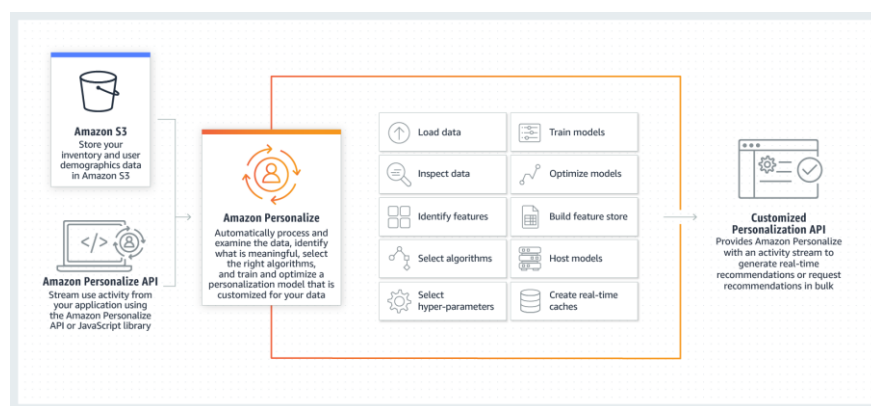 Amazon S3
Store your
inventory and user
demographics data
in Amazon S3
</>
Amazon Personalize API
Stream use activity from
your application using
the Amazon Personalize
API or JavaScript library
Amazon Personalize
Automatically process and
examine the data, identify
what is meaningful, select
the right algorithms,
and train and optimize a
personalization model that is
customized for your data
Load data
Train models
Inspect data
Optimize models
Identify features
Build feature store
Select algorithms
Host models
Select
hyper-parameters
Create real-time
caches
Customized
Personalization API
Provides Amazon Personalize
with an activity stream to
generate real-time
recommendations or request
recommendations in bulk